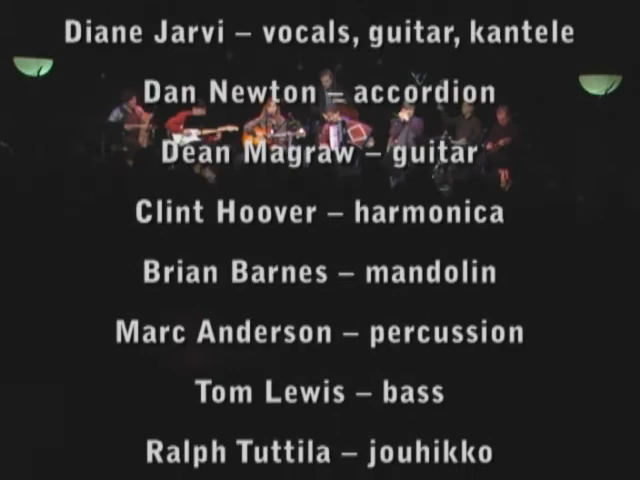 Diane Jarvi – vocals, guitar, kantele
Dan Newton – accordion
Dean Magraw – guitar
Clint Hoover – harmonica
Brian Barnes – mandolin
Marc Anderson – percussion
Tom Lewis – bass
Ralph Tuttila – jouhikko